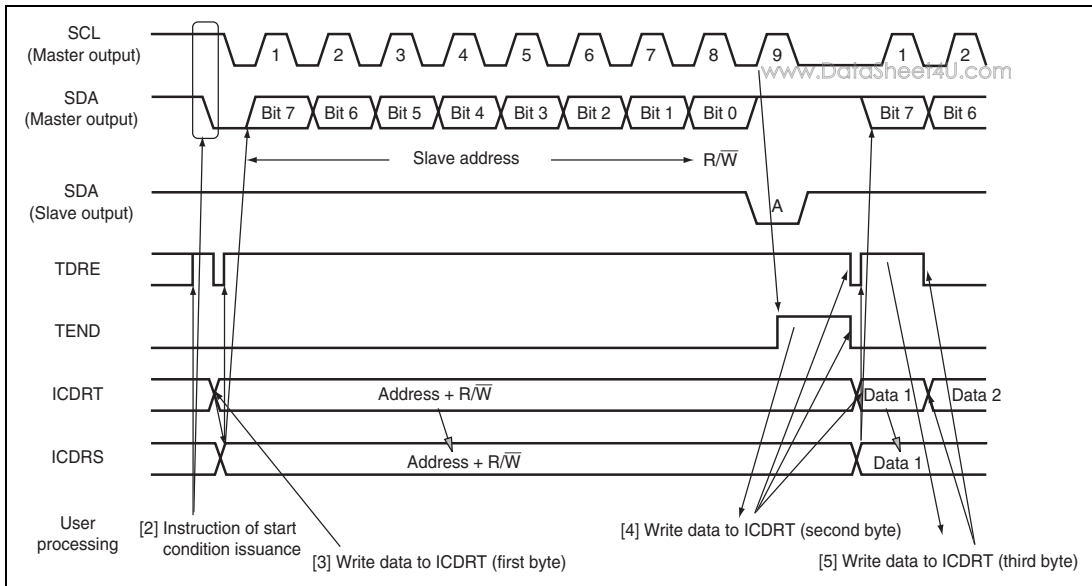 SCL
(Master output)
1 2 3 4 5 6 7 8 9 1 2
www.DataSheet4U.com
SDA
(Master output)
Bit 7 Bit 6 Bit 5 Bit 4 Bit 3 Bit 2 Bit 1 Bit 0 Bit 7 Bit 6
Slave address R/W̅
SDA
(Slave output)
A
TDRE
TEND
ICDRT
Address + R/W̅ Data 1 Data 2
ICDRS
Address + R/W̅ Data 1
User
processing
[2] Instruction of start
condition issuance
[3] Write data to ICDRT (first byte)
[4] Write data to ICDRT (second byte)
[5] Write data to ICDRT (third byte)